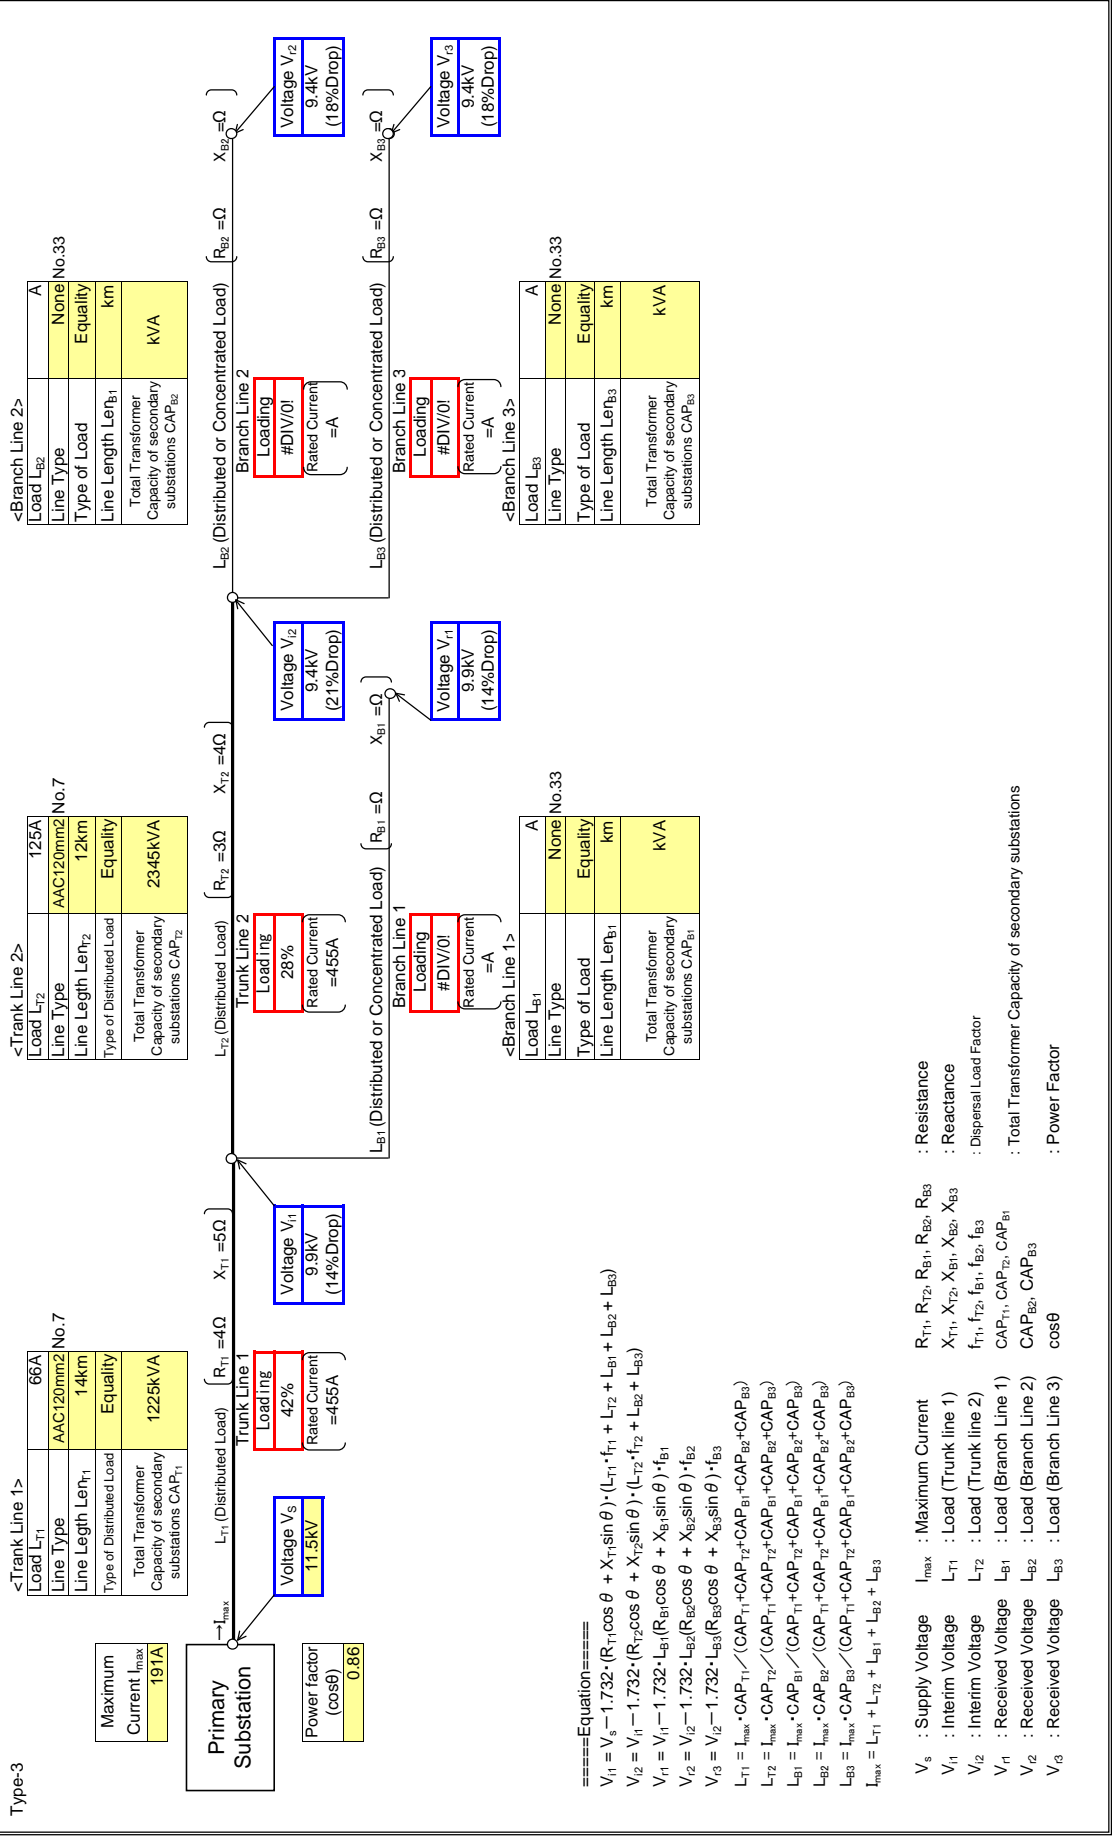 Type-3
Maximum
Current Imax
191A
Primary
Substation
Power factor
(cosθ)
0.86
→Imax
Voltage VS
11.5kV
<Trank Line 1>
Load LT1 66A
Line Type AAC120mm2 No.7
Line Length LenT1 14km
Type of Distributed Load Equality
Total Transformer
Capacity of secondary
substations CAPT1
1225kVA
LT1 (Distributed Load)
RT1 =4Ω XT1 =5Ω
Trunk Line 1
Loading
42%
Rated Current
=455A
Voltage Vi1
9.9kV
(14%Drop)
<Trank Line 2>
Load LT2 125A
Line Type AAC120mm2 No.7
Line Legth LenT2 12km
Type of Distributed Load Equality
Total Transformer
Capacity of secondary
substations CAPT2
2345kVA
LT2 (Distributed Load)
RT2 =3Ω XT2 =4Ω
Trunk Line 2
Loading
28%
Rated Current
=455A
Voltage Vi2
9.4kV
(21%Drop)
LB1 (Distributed or Concentrated Load)
RB1 =Ω XB1 =Ω
Branch Line 1
Loading
#DIV/0!
Rated Current
=A
Voltage Vr1
9.9kV
(14%Drop)
<Branch Line 1>
Load LB1 A
Line Type None No.33
Type of Load Equality
Line Length LenB1 km
Total Transformer
Capacity of secondary
substations CAPB1
kVA
<Branch Line 2>
Load LB2 A
Line Type None No.33
Type of Load Equality
Line Length LenB1 km
Total Transformer
Capacity of secondary
substations CAPB2
kVA
LB2 (Distributed or Concentrated Load)
RB2 =Ω XB2 =Ω
Branch Line 2
Loading
#DIV/0!
Rated Current
=A
Voltage Vr2
9.4kV
(18%Drop)
LB3 (Distributed or Concentrated Load)
RB3 =Ω XB3 =Ω
Branch Line 3
Loading
#DIV/0!
Rated Current
=A
Voltage Vr3
9.4kV
(18%Drop)
<Branch Line 3>
Load LB3 A
Line Type None No.33
Type of Load Equality
Line Length LenB3 km
Total Transformer
Capacity of secondary
substations CAPB3
kVA
=====Equation=====
Vi1 = Vs−1.732・(RT1cos θ + XT1sin θ)・(LT1・fT1 + LT2 + LB1 + LB2 + LB3)
Vi2 = Vi1−1.732・(RT2cos θ + XT2sin θ)・(LT2・fT2 + LB2 + LB3)
Vr1 = Vi1−1.732・LB1(RB1cos θ + XB1sin θ)・fB1
Vr2 = Vi2−1.732・LB2(RB2cos θ + XB2sin θ)・fB2
Vr3 = Vi2−1.732・LB3(RB3cos θ + XB3sin θ)・fB3
LT1 = Imax・CAPT1／(CAPT1+CAPT2+CAPB1+CAPB2+CAPB3)
LT2 = Imax・CAPT2／(CAPT1+CAPT2+CAPB1+CAPB2+CAPB3)
LB1 = Imax・CAPB1／(CAPT1+CAPT2+CAPB1+CAPB2+CAPB3)
LB2 = Imax・CAPB2／(CAPT1+CAPT2+CAPB1+CAPB2+CAPB3)
LB3 = Imax・CAPB3／(CAPT1+CAPT2+CAPB1+CAPB2+CAPB3)
Imax = LT1 + LT2 + LB1 + LB2 + LB3
Vs : Supply Voltage Imax : Maximum Current RT1, RT2, RB1, RB2, RB3 : Resistance
Vi1 : Interim Voltage LT1 : Load (Trunk line 1) XT1, XT2, XB1, XB2, XB3 : Reactance
Vi2 : Interim Voltage LT2 : Load (Trunk line 2) fT1, fT2, fB1, fB2, fB3 : Dispersal Load Factor
Vr1 : Received Voltage LB1 : Load (Branch Line 1) CAPT1, CAPT2, CAPB1 : Total Transformer Capacity of secondary substations
Vr2 : Received Voltage LB2 : Load (Branch Line 2) CAPB2, CAPB3
Vr3 : Received Voltage LB3 : Load (Branch Line 3) cosθ : Power Factor